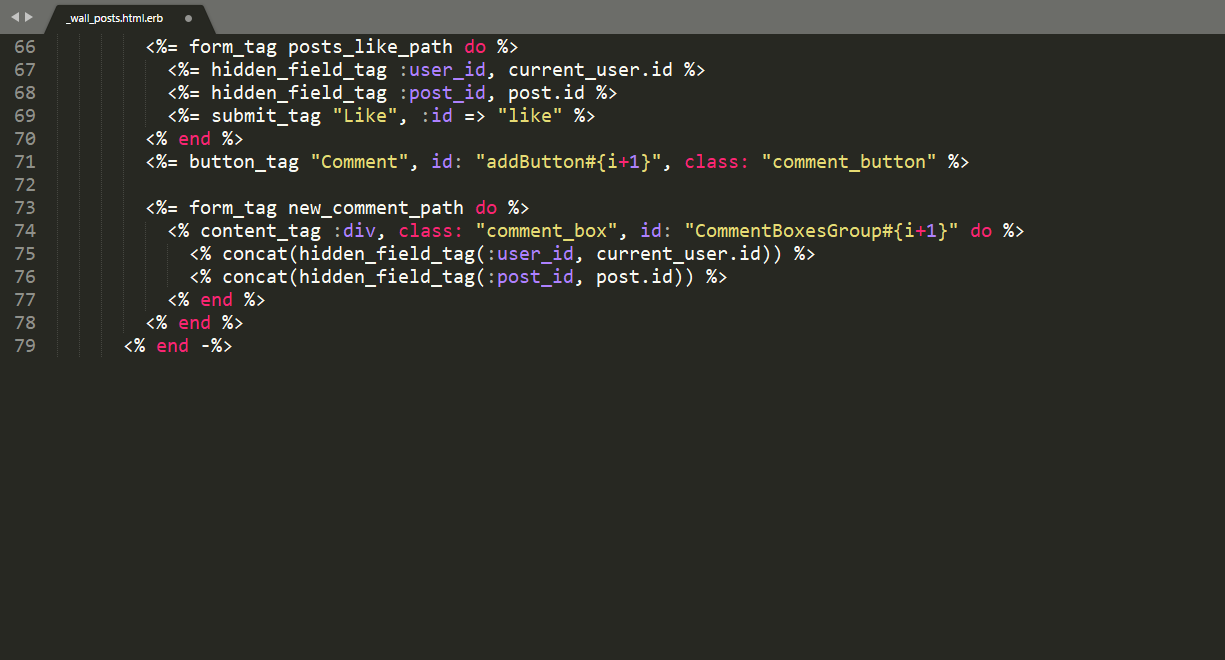 _wall_posts.html.erb
66 <%= form_tag posts_like_path do %>
67 <%= hidden_field_tag :user_id, current_user.id %>
68 <%= hidden_field_tag :post_id, post.id %>
69 <%= submit_tag "Like", :id => "like" %>
70 <% end %>
71 <%= button_tag "Comment", id: "addButton#{i+1}", class: "comment_button" %>
72
73 <%= form_tag new_comment_path do %>
74 <% content_tag :div, class: "comment_box", id: "CommentBoxesGroup#{i+1}" do %>
75 <% concat(hidden_field_tag(:user_id, current_user.id)) %>
76 <% concat(hidden_field_tag(:post_id, post.id)) %>
77 <% end %>
78 <% end %>
79 <% end -%>